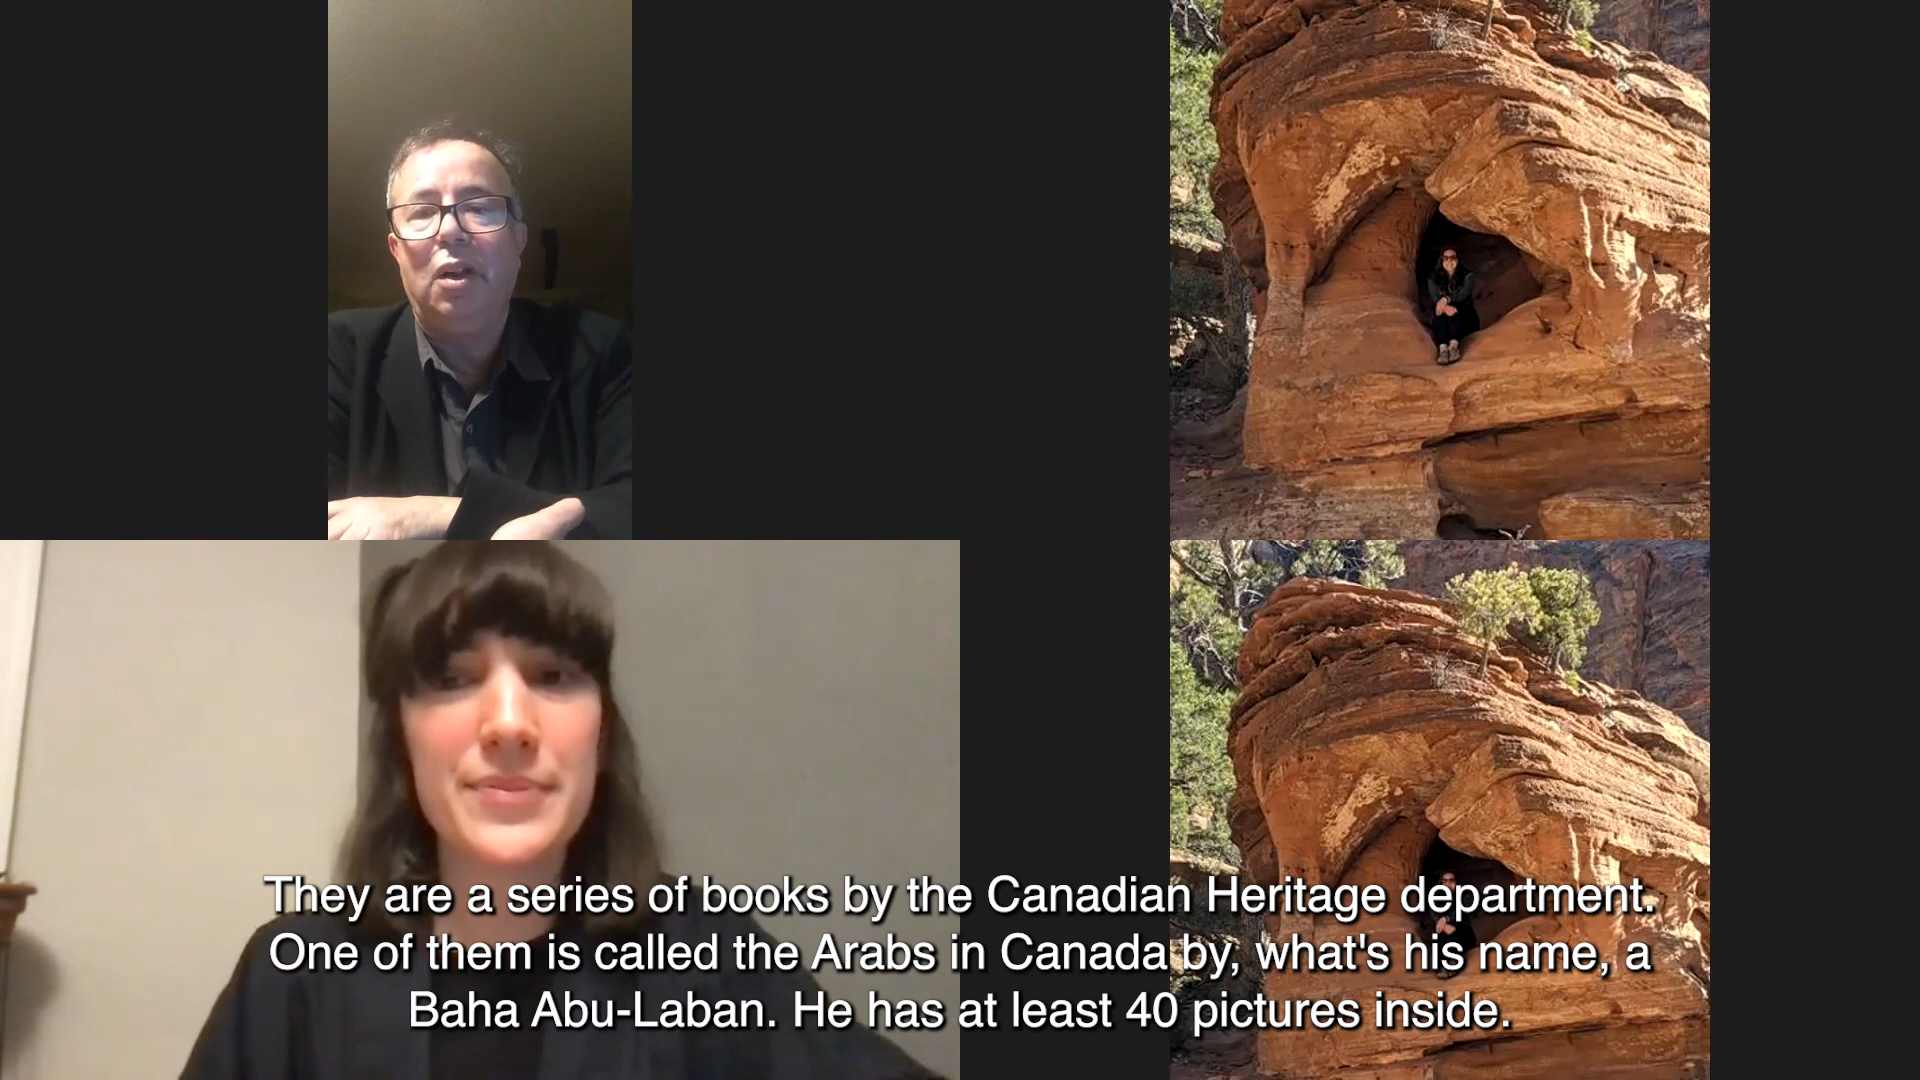 They are a series of books by the Canadian Heritage department.
One of them is called the Arabs in Canada by, what's his name, a
Baha Abu-Laban. He has at least 40 pictures inside.